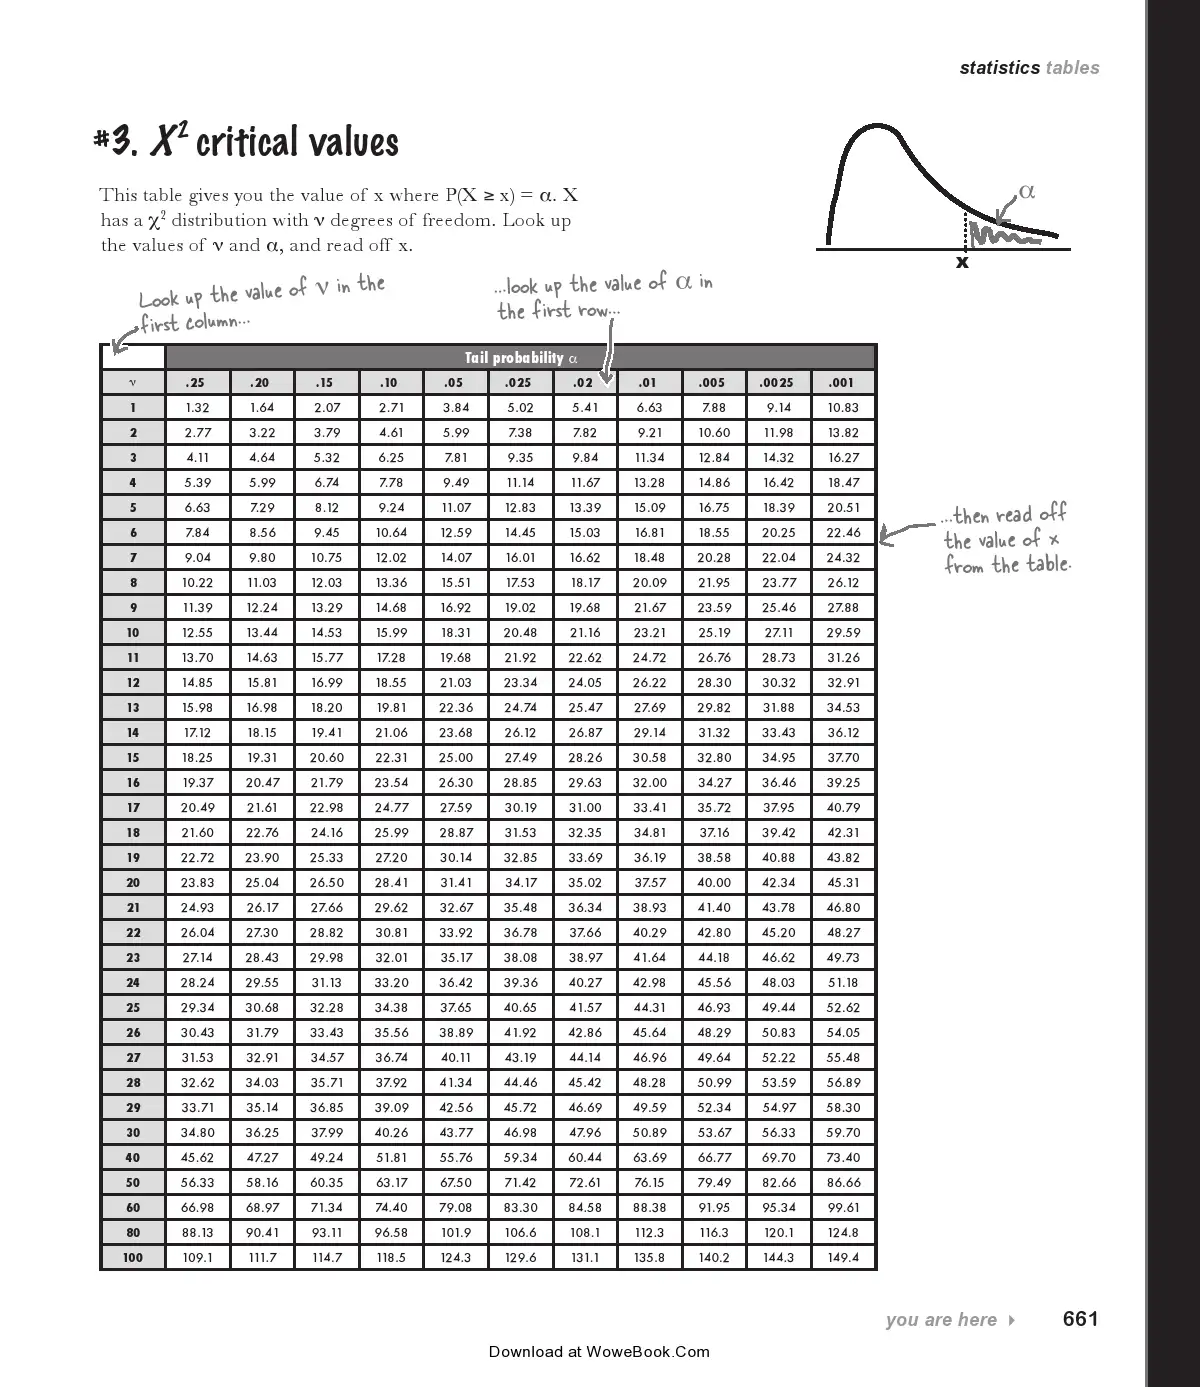 statistics tables
#3. X² critical values
This table gives you the value of x where P(X ≥ x) = α. X
has a χ² distribution with ν degrees of freedom. Look up
the values of ν and α, and read off x.
α
x
Look up the value of ν in the
first column...
...look up the value of α in
the first row...
Tail probability α
ν .25 .20 .15 .10 .05 .025 .02 .01 .005 .0025 .001
1 1.32 1.64 2.07 2.71 3.84 5.02 5.41 6.63 7.88 9.14 10.83
2 2.77 3.22 3.79 4.61 5.99 7.38 7.82 9.21 10.60 11.98 13.82
3 4.11 4.64 5.32 6.25 7.81 9.35 9.84 11.34 12.84 14.32 16.27
4 5.39 5.99 6.74 7.78 9.49 11.14 11.67 13.28 14.86 16.42 18.47
5 6.63 7.29 8.12 9.24 11.07 12.83 13.39 15.09 16.75 18.39 20.51
6 7.84 8.56 9.45 10.64 12.59 14.45 15.03 16.81 18.55 20.25 22.46
7 9.04 9.80 10.75 12.02 14.07 16.01 16.62 18.48 20.28 22.04 24.32
8 10.22 11.03 12.03 13.36 15.51 17.53 18.17 20.09 21.95 23.77 26.12
9 11.39 12.24 13.29 14.68 16.92 19.02 19.68 21.67 23.59 25.46 27.88
10 12.55 13.44 14.53 15.99 18.31 20.48 21.16 23.21 25.19 27.11 29.59
11 13.70 14.63 15.77 17.28 19.68 21.92 22.62 24.72 26.76 28.73 31.26
12 14.85 15.81 16.99 18.55 21.03 23.34 24.05 26.22 28.30 30.32 32.91
13 15.98 16.98 18.20 19.81 22.36 24.74 25.47 27.69 29.82 31.88 34.53
14 17.12 18.15 19.41 21.06 23.68 26.12 26.87 29.14 31.32 33.43 36.12
15 18.25 19.31 20.60 22.31 25.00 27.49 28.26 30.58 32.80 34.95 37.70
16 19.37 20.47 21.79 23.54 26.30 28.85 29.63 32.00 34.27 36.46 39.25
17 20.49 21.61 22.98 24.77 27.59 30.19 31.00 33.41 35.72 37.95 40.79
18 21.60 22.76 24.16 25.99 28.87 31.53 32.35 34.81 37.16 39.42 42.31
19 22.72 23.90 25.33 27.20 30.14 32.85 33.69 36.19 38.58 40.88 43.82
20 23.83 25.04 26.50 28.41 31.41 34.17 35.02 37.57 40.00 42.34 45.31
21 24.93 26.17 27.66 29.62 32.67 35.48 36.34 38.93 41.40 43.78 46.80
22 26.04 27.30 28.82 30.81 33.92 36.78 37.66 40.29 42.80 45.20 48.27
23 27.14 28.43 29.98 32.01 35.17 38.08 38.97 41.64 44.18 46.62 49.73
24 28.24 29.55 31.13 33.20 36.42 39.36 40.27 42.98 45.56 48.03 51.18
25 29.34 30.68 32.28 34.38 37.65 40.65 41.57 44.31 46.93 49.44 52.62
26 30.43 31.79 33.43 35.56 38.89 41.92 42.86 45.64 48.29 50.83 54.05
27 31.53 32.91 34.57 36.74 40.11 43.19 44.14 46.96 49.64 52.22 55.48
28 32.62 34.03 35.71 37.92 41.34 44.46 45.42 48.28 50.99 53.59 56.89
29 33.71 35.14 36.85 39.09 42.56 45.72 46.69 49.59 52.34 54.97 58.30
30 34.80 36.25 37.99 40.26 43.77 46.98 47.96 50.89 53.67 56.33 59.70
40 45.62 47.27 49.24 51.81 55.76 59.34 60.44 63.69 66.77 69.70 73.40
50 56.33 58.16 60.35 63.17 67.50 71.42 72.61 76.15 79.49 82.66 86.66
60 66.98 68.97 71.34 74.40 79.08 83.30 84.58 88.38 91.95 95.34 99.61
80 88.13 90.41 93.11 96.58 101.9 106.6 108.1 112.3 116.3 120.1 124.8
100 109.1 111.7 114.7 118.5 124.3 129.6 131.1 135.8 140.2 144.3 149.4
...then read off
the value of x
from the table.
you are here 661
Download at WoweBook.Com